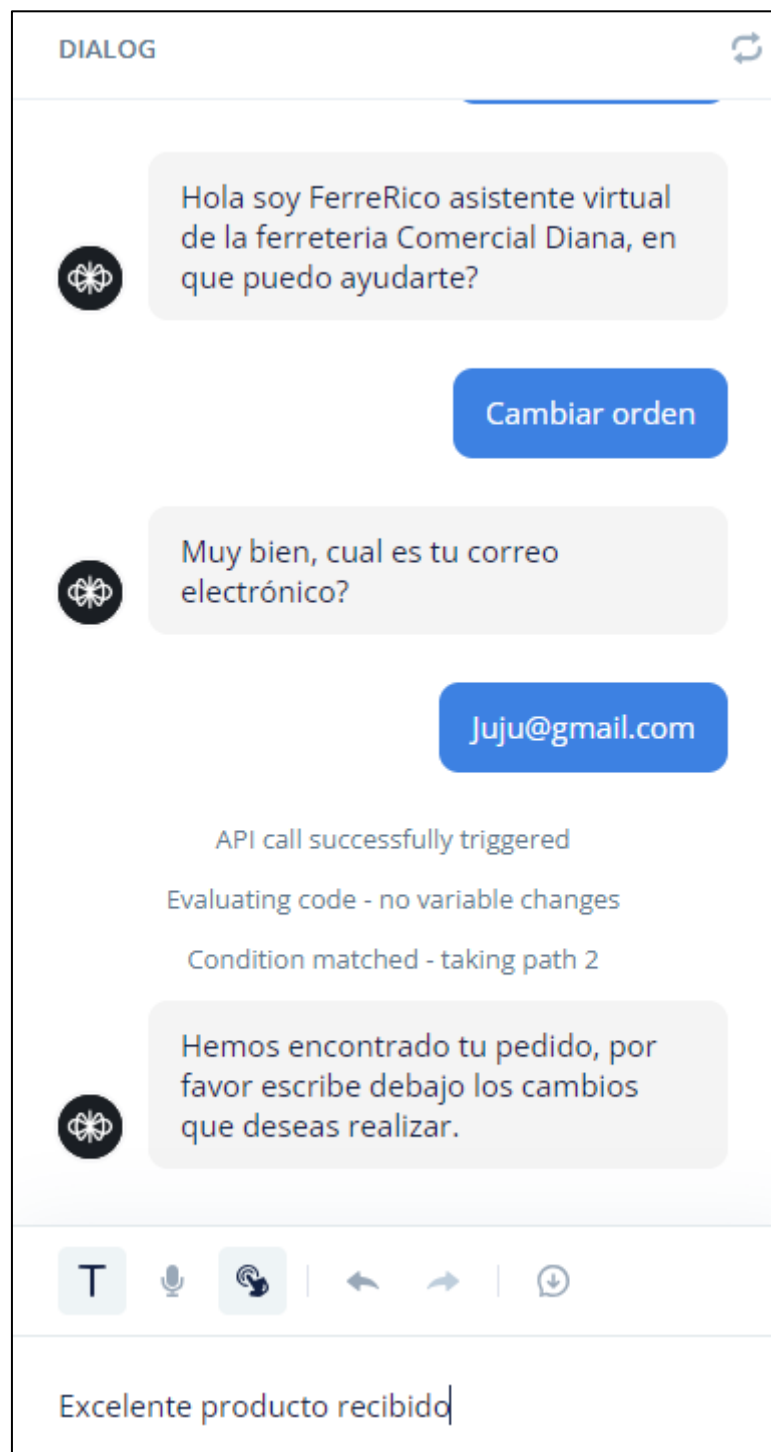 DIALOG
Hola soy FerreRico asistente virtual
de la ferreteria Comercial Diana, en
que puedo ayudarte?
Cambiar orden
Muy bien, cual es tu correo
electrónico?
Juju@gmail.com
API call successfully triggered
Evaluating code - no variable changes
Condition matched - taking path 2
Hemos encontrado tu pedido, por
favor escribe debajo los cambios
que deseas realizar.
T
Excelente producto recibido